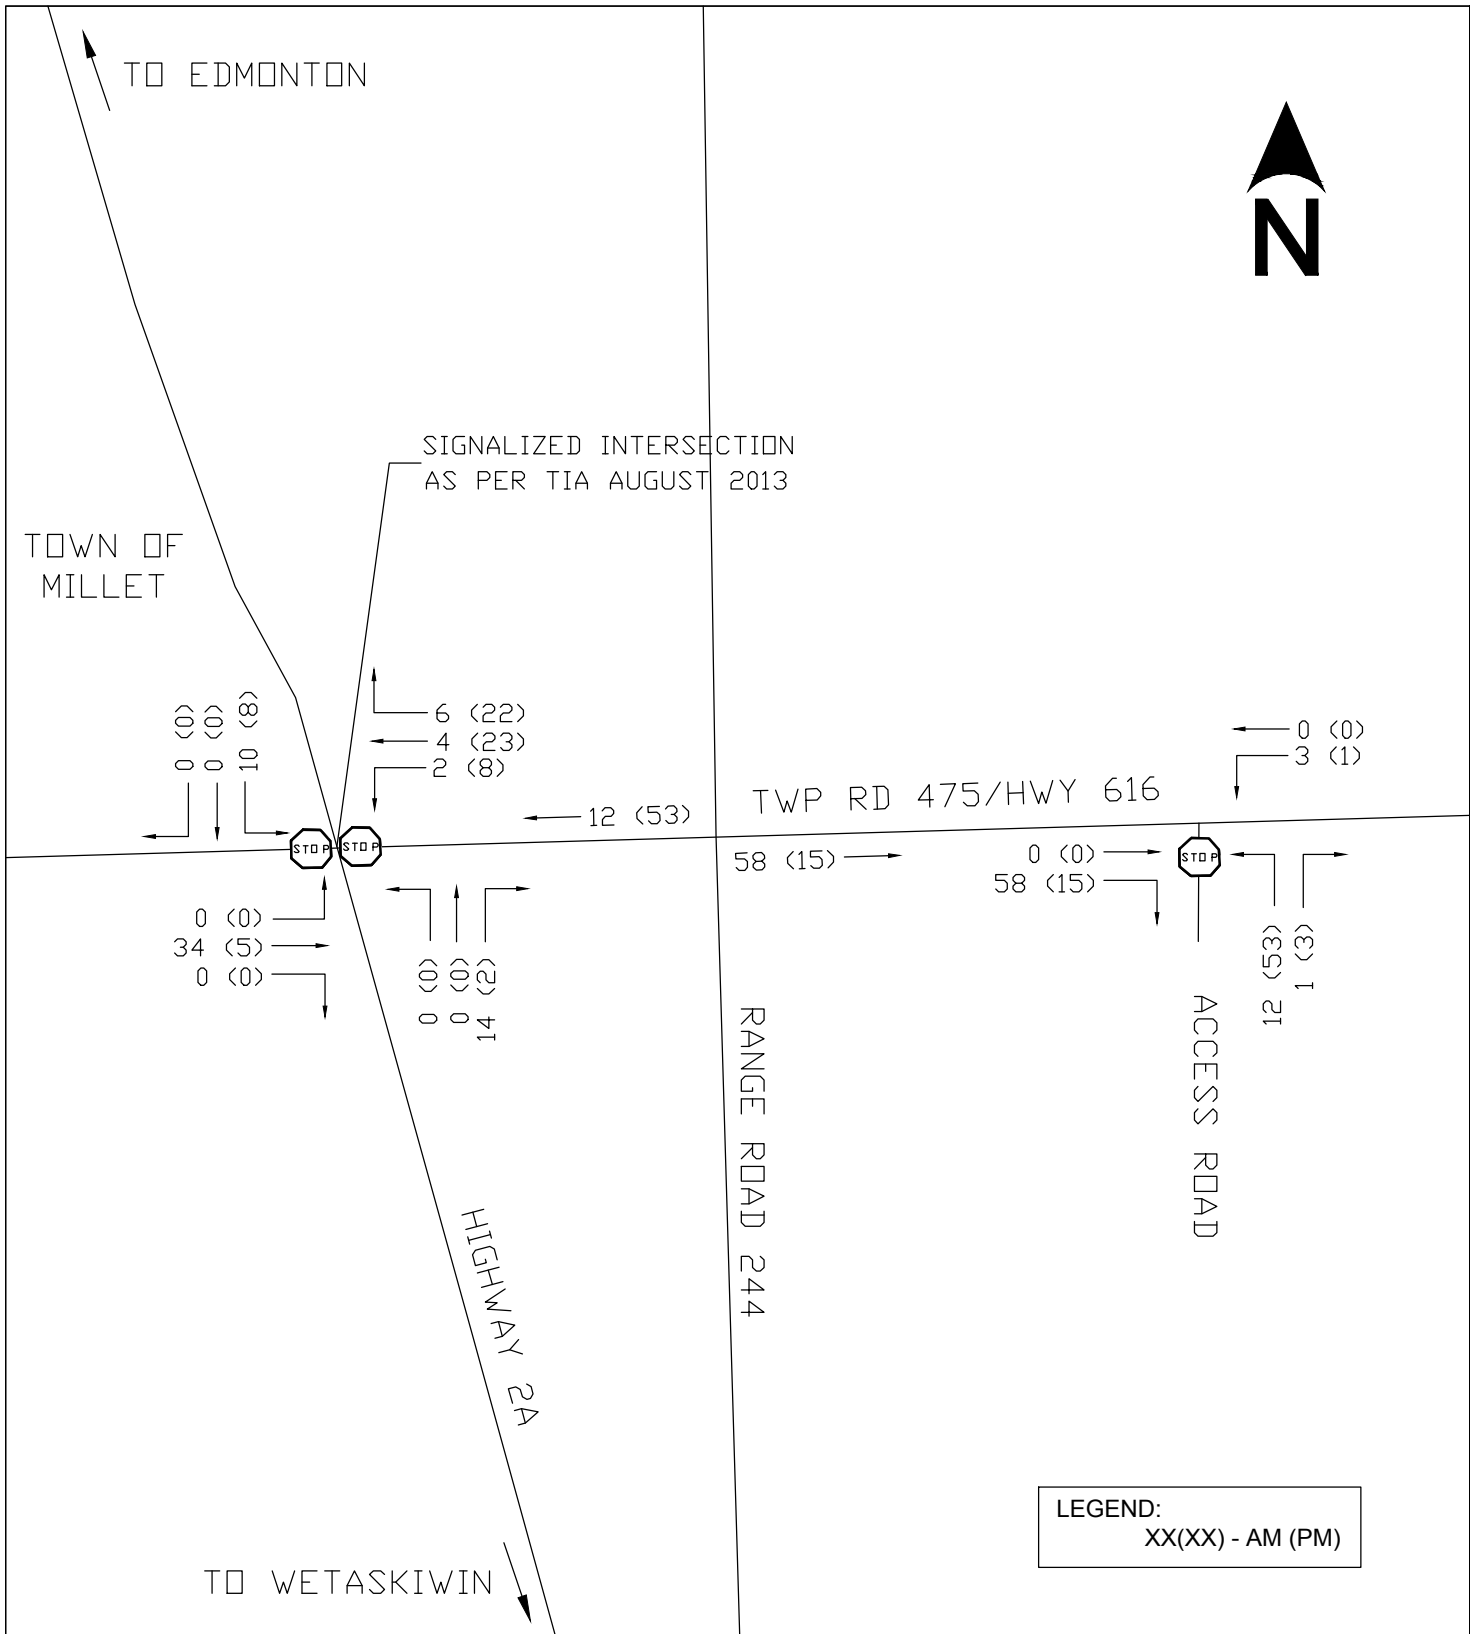 TO EDMONTON
N
SIGNALIZED INTERSECTION
AS PER TIA AUGUST 2013
TOWN OF
MILLET
0 (0)
0 (0)
10 (8)
6 (22)
4 (23)
2 (8)
12 (53)
TWP RD 475/HWY 616
0 (0)
3 (1)
STOP
STOP
58 (15)
0 (0)
58 (15)
STOP
0 (0)
34 (5)
0 (0)
0 (0)
0 (0)
14 (2)
12 (53)
1 (3)
RANGE ROAD 244
ACCESS ROAD
HIGHWAY 2A
LEGEND:
XX(XX) - AM (PM)
TO WETASKIWIN